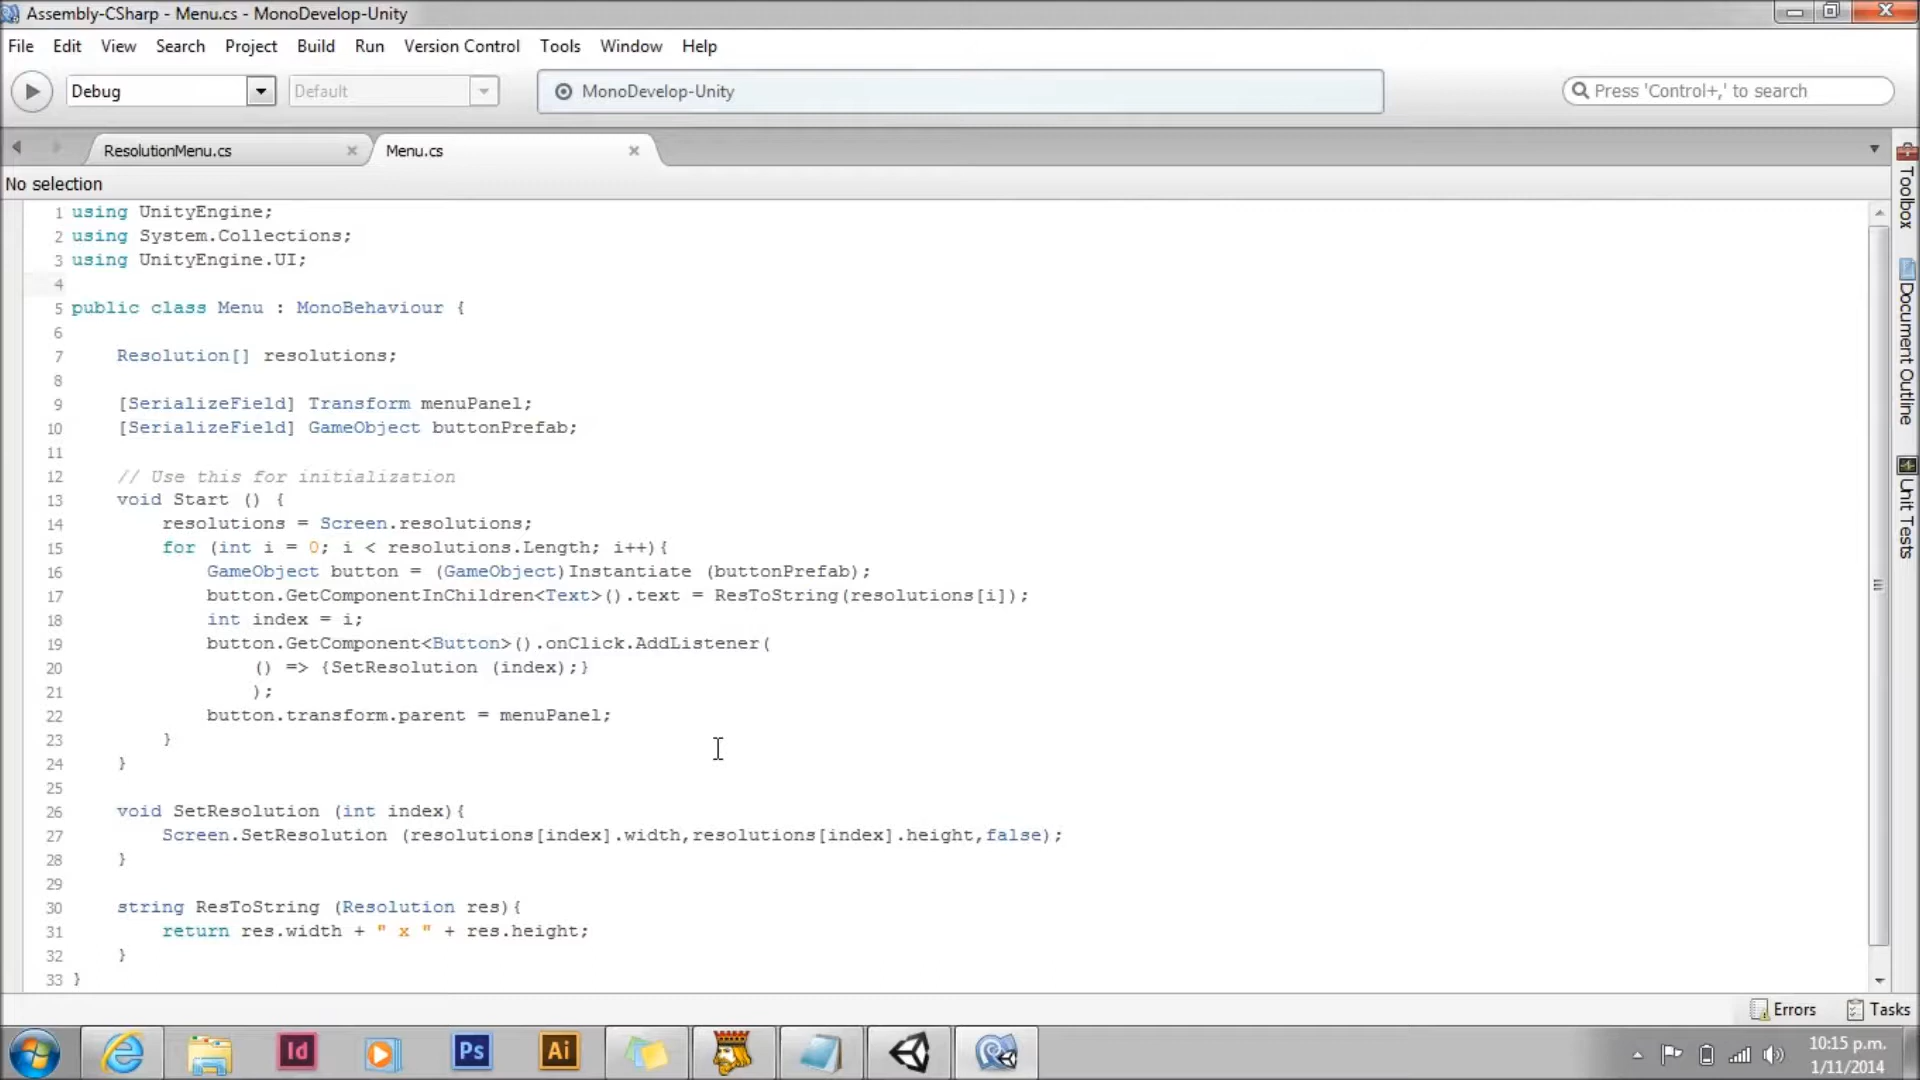 Assembly-CSharp - Menu.cs - MonoDevelop-Unity
File Edit View Search Project Build Run Version Control Tools Window Help
Debug Default MonoDevelop-Unity Press 'Control+,' to search
ResolutionMenu.cs Menu.cs
No selection
1 using UnityEngine;
2 using System.Collections;
3 using UnityEngine.UI;
4
5 public class Menu : MonoBehaviour {
6
7 Resolution[] resolutions;
8
9 [SerializeField] Transform menuPanel;
10 [SerializeField] GameObject buttonPrefab;
11
12 // Use this for initialization
13 void Start () {
14 resolutions = Screen.resolutions;
15 for (int i = 0; i < resolutions.Length; i++){
16 GameObject button = (GameObject)Instantiate (buttonPrefab);
17 button.GetComponentInChildren<Text>().text = ResToString(resolutions[i]);
18 int index = i;
19 button.GetComponent<Button>().onClick.AddListener(
20 () => {SetResolution (index);}
21 );
22 button.transform.parent = menuPanel;
23 }
24 }
25
26 void SetResolution (int index){
27 Screen.SetResolution (resolutions[index].width,resolutions[index].height,false);
28 }
29
30 string ResToString (Resolution res){
31 return res.width + " x " + res.height;
32 }
33 }
Toolbox
Document Outline
Unit Tests
Errors Tasks
Id Ps Ai
10:15 p.m.
1/11/2014